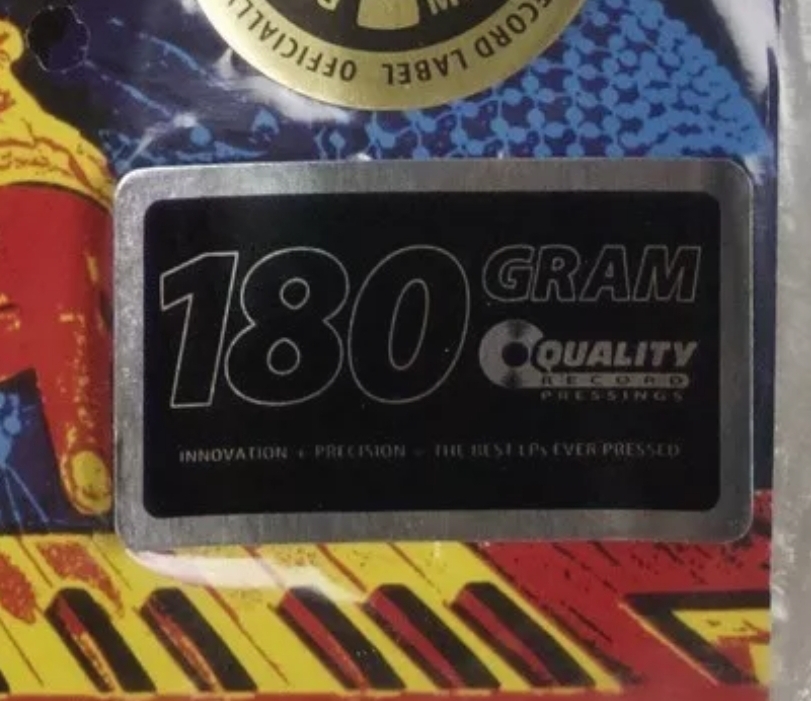 RECORD LABEL OFFICIALLY
180 GRAM
QUALITY
RECORD
PRESSINGS
INNOVATION + PRECISION = THE BEST LPs EVER PRESSED